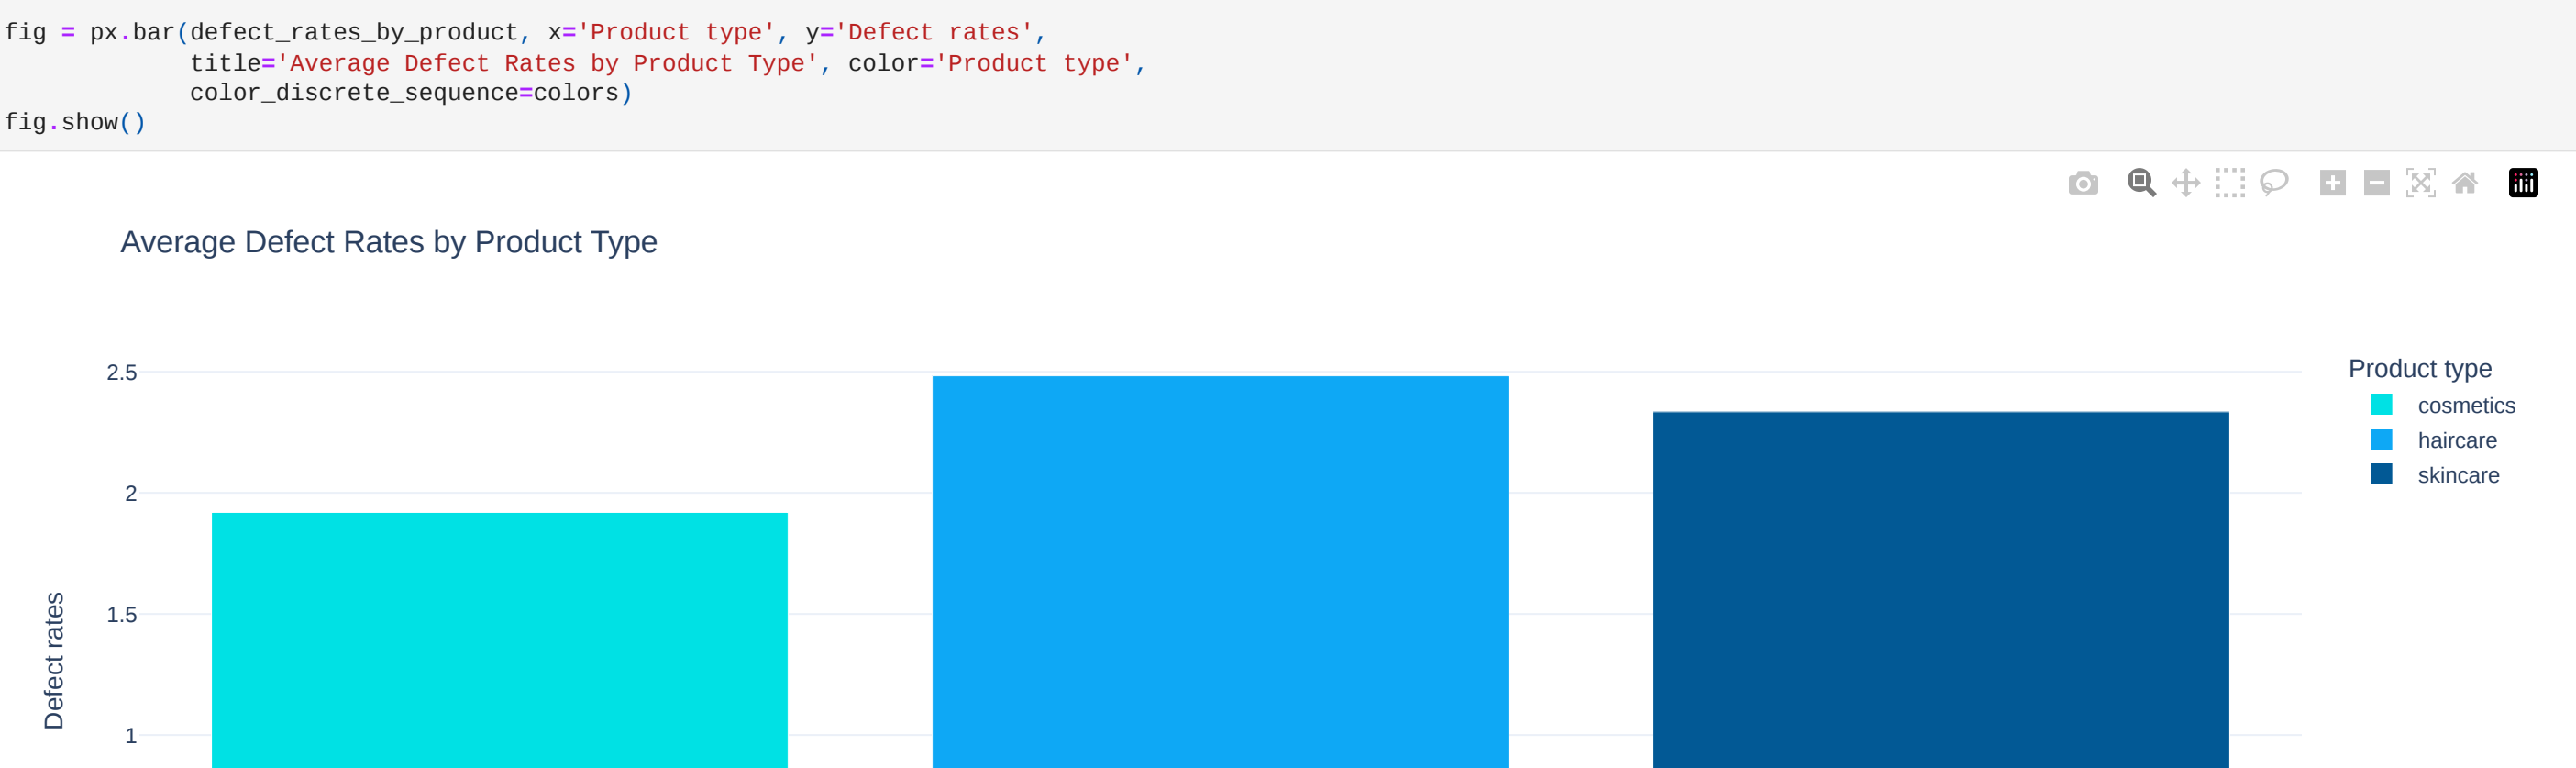 fig = px.bar(defect_rates_by_product, x='Product type', y='Defect rates',
             title='Average Defect Rates by Product Type', color='Product type',
             color_discrete_sequence=colors)
fig.show()
Average Defect Rates by Product Type
2.5
2
1.5
1
Defect rates
Product type
cosmetics
haircare
skincare